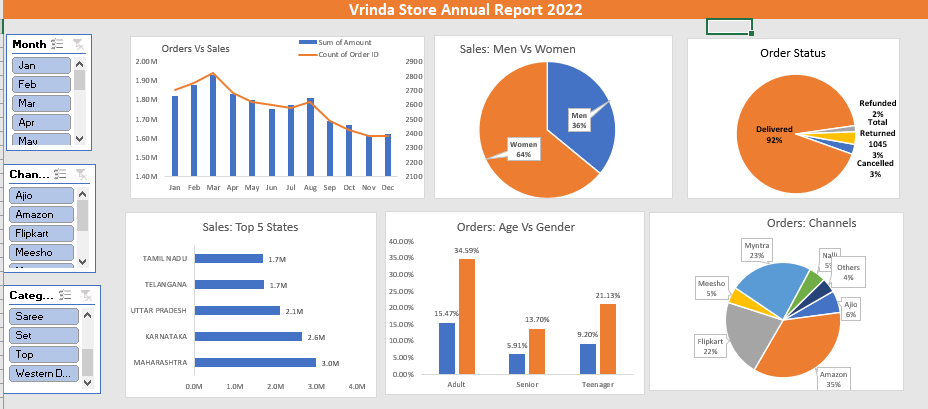 Vrinda Store Annual Report 2022
Month
Jan
Feb
Mar
Apr
May
Chan...
Ajio
Amazon
Flipkart
Meesho
Categ...
Saree
Set
Top
Western D...
Orders Vs Sales
Sum of Amount
Count of Order ID
2.00M
1.90M
1.80M
1.70M
1.60M
1.50M
1.40M
2900
2800
2700
2600
2500
2400
2300
2200
2100
Jan Feb Mar Apr May Jun Jul Aug Sep Oct Nov Dec
Sales: Men Vs Women
Men
36%
Women
64%
Order Status
Delivered
92%
Refunded
2%
Total
Returned
1045
3%
Cancelled
3%
Sales: Top 5 States
TAMIL NADU 1.7M
TELANGANA 1.7M
UTTAR PRADESH 2.1M
KARNATAKA 2.6M
MAHARASHTRA 3.0M
0.0M 1.0M 2.0M 3.0M 4.0M
Orders: Age Vs Gender
40.00%
35.00%
30.00%
25.00%
20.00%
15.00%
10.00%
5.00%
0.00%
15.47% 34.59%
5.91% 13.70%
9.20% 21.13%
Adult Senior Teenager
Orders: Channels
Myntra
23%
Nalli
5%
Others
4%
Ajio
6%
Meesho
5%
Flipkart
22%
Amazon
35%